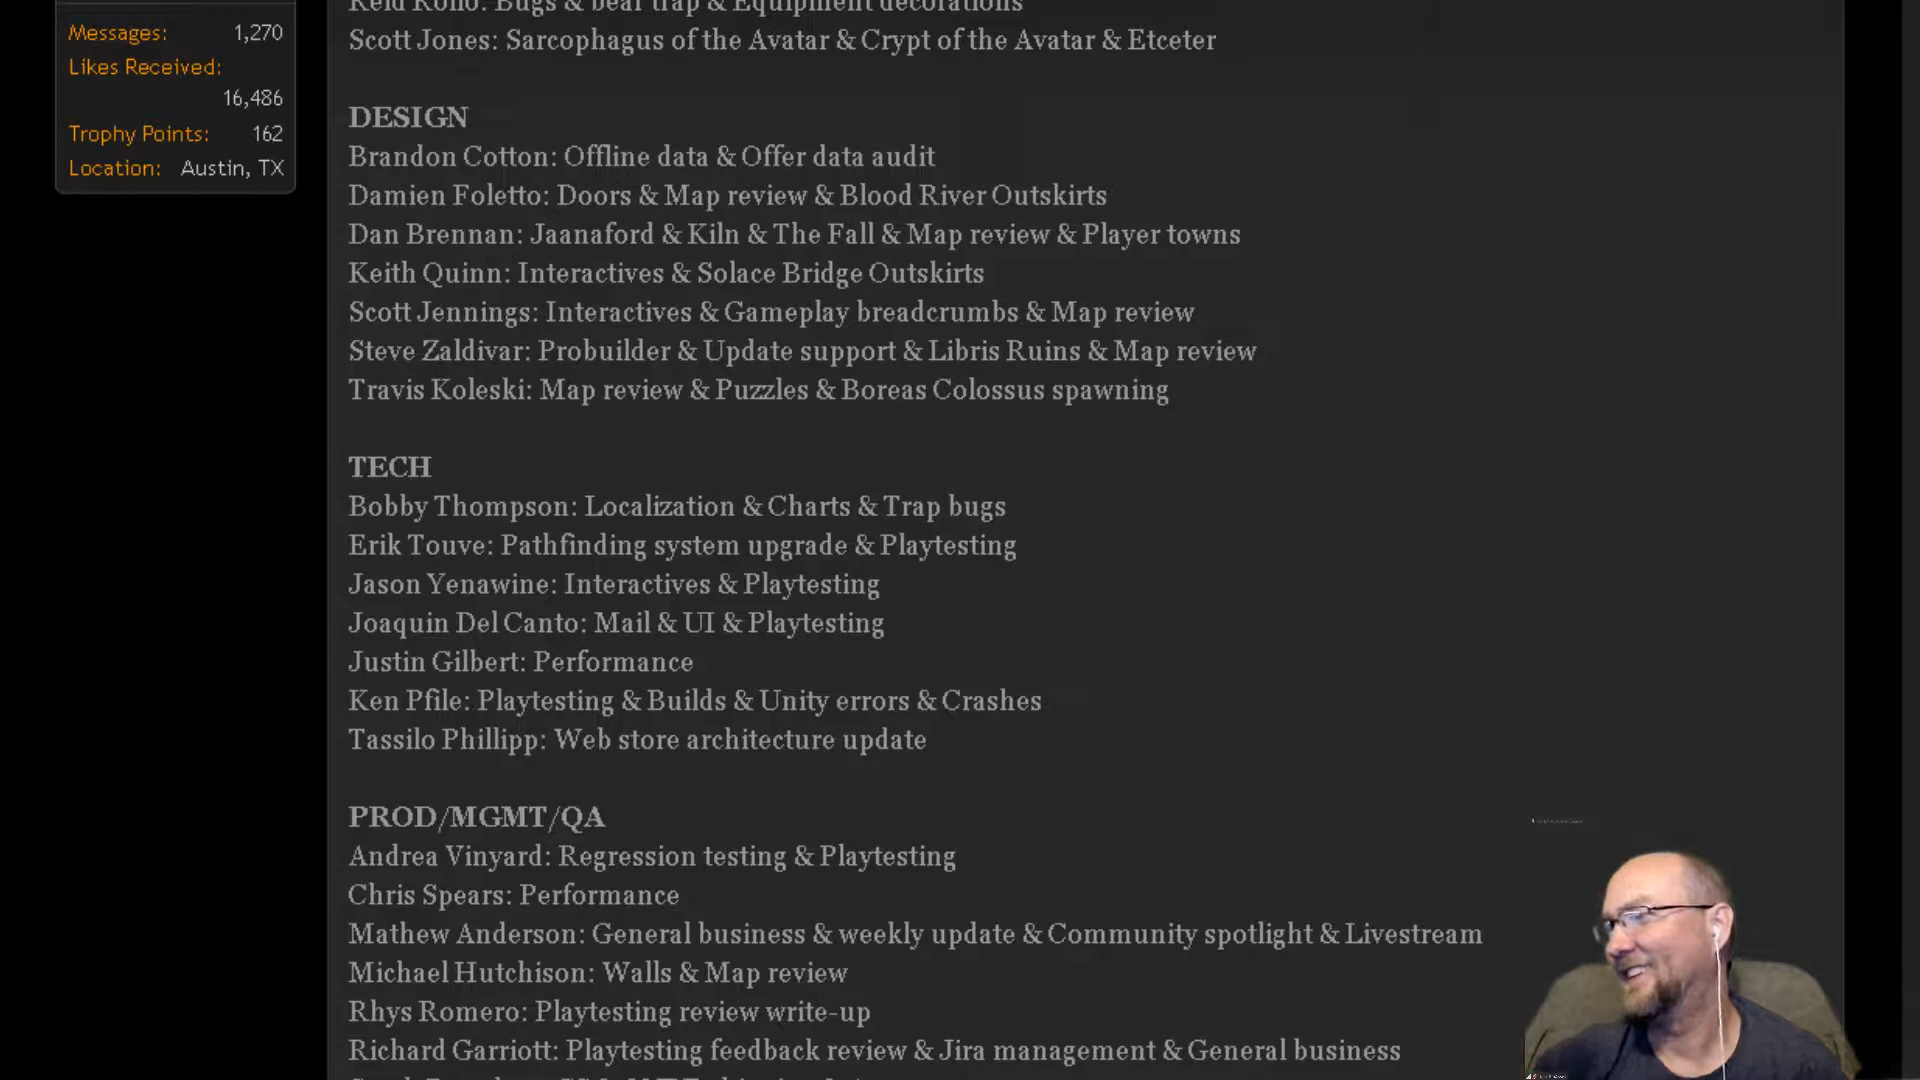 Messages: 1,270
Likes Received:
16,486
Trophy Points: 162
Location: Austin, TX
Reid Kono: Bugs & bear trap & Equipment decorations
Scott Jones: Sarcophagus of the Avatar & Crypt of the Avatar & Etceter
DESIGN
Brandon Cotton: Offline data & Offer data audit
Damien Foletto: Doors & Map review & Blood River Outskirts
Dan Brennan: Jaanaford & Kiln & The Fall & Map review & Player towns
Keith Quinn: Interactives & Solace Bridge Outskirts
Scott Jennings: Interactives & Gameplay breadcrumbs & Map review
Steve Zaldivar: Probuilder & Update support & Libris Ruins & Map review
Travis Koleski: Map review & Puzzles & Boreas Colossus spawning
TECH
Bobby Thompson: Localization & Charts & Trap bugs
Erik Touve: Pathfinding system upgrade & Playtesting
Jason Yenawine: Interactives & Playtesting
Joaquin Del Canto: Mail & UI & Playtesting
Justin Gilbert: Performance
Ken Pfile: Playtesting & Builds & Unity errors & Crashes
Tassilo Phillipp: Web store architecture update
PROD/MGMT/QA
Andrea Vinyard: Regression testing & Playtesting
Chris Spears: Performance
Mathew Anderson: General business & weekly update & Community spotlight & Livestream
Michael Hutchison: Walls & Map review
Rhys Romero: Playtesting review write-up
Richard Garriott: Playtesting feedback review & Jira management & General business